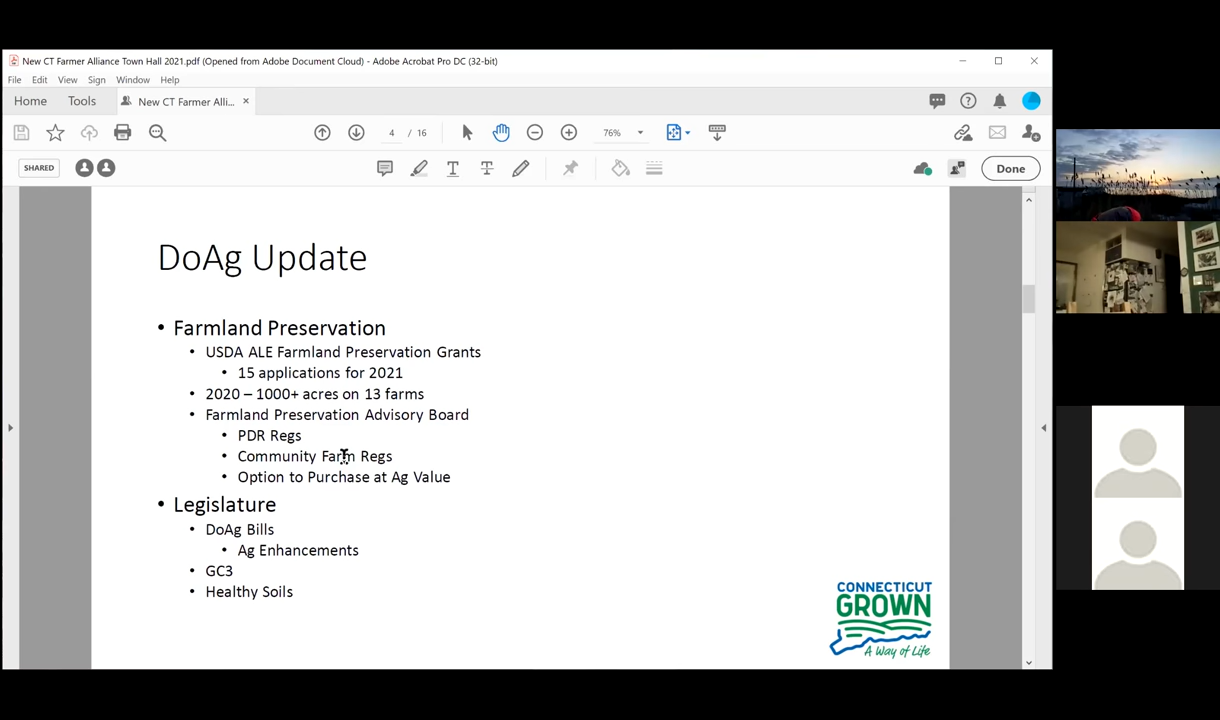 New CT Farmer Alliance Town Hall 2021.pdf (Opened from Adobe Document Cloud) - Adobe Acrobat Pro DC (32-bit)
File Edit View Sign Window Help
Home Tools New CT Farmer Alli... ×
4 / 16 76%
SHARED Done
DoAg Update
• Farmland Preservation
• USDA ALE Farmland Preservation Grants
• 15 applications for 2021
• 2020 – 1000+ acres on 13 farms
• Farmland Preservation Advisory Board
• PDR Regs
• Community Farm Regs
• Option to Purchase at Ag Value
• Legislature
• DoAg Bills
• Ag Enhancements
• GC3
• Healthy Soils
CONNECTICUT
GROWN
A Way of Life